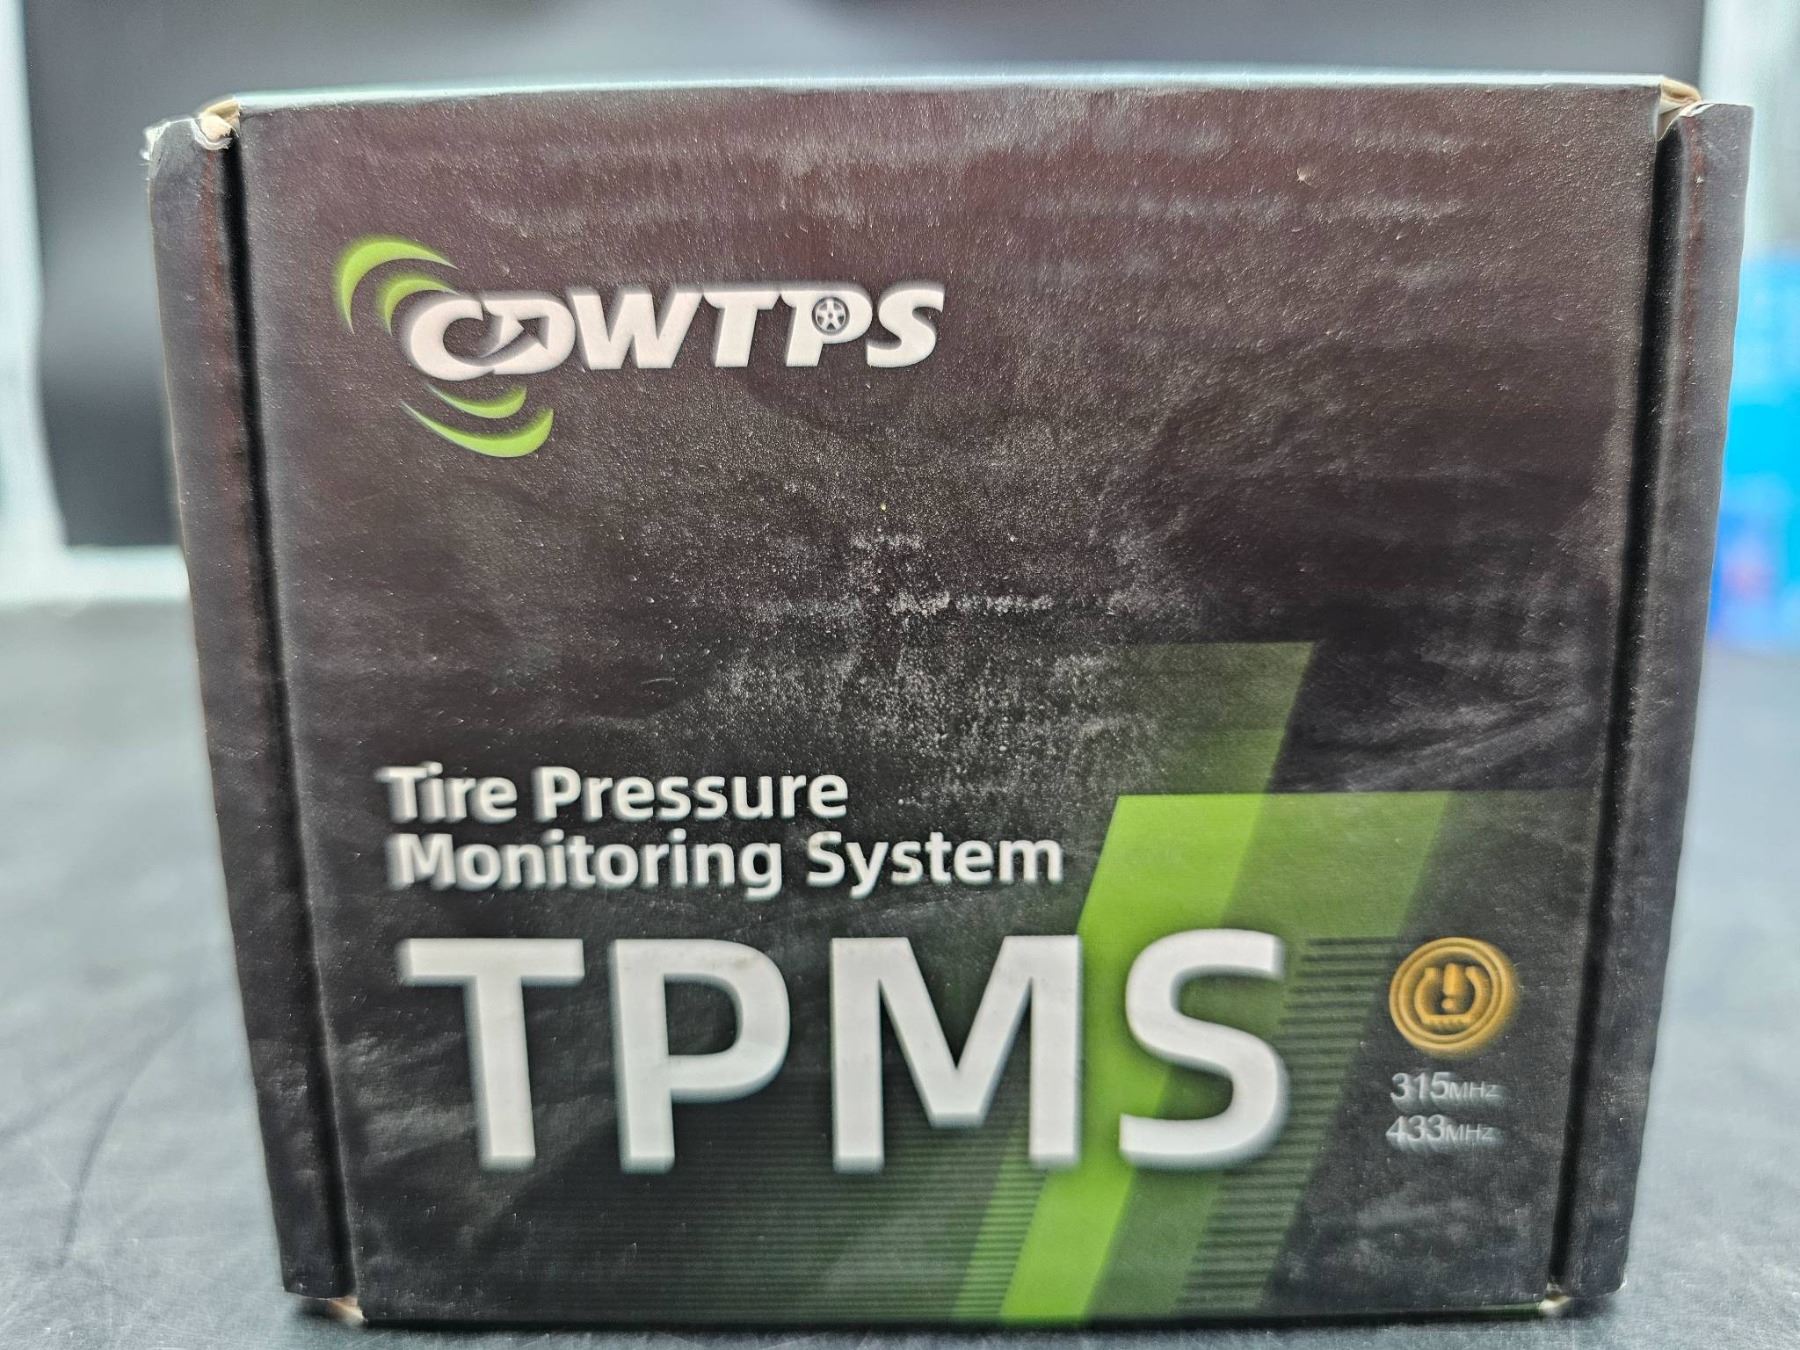 CDWTPS
Tire Pressure
Monitoring System
TPMS
315MHz
433MHz